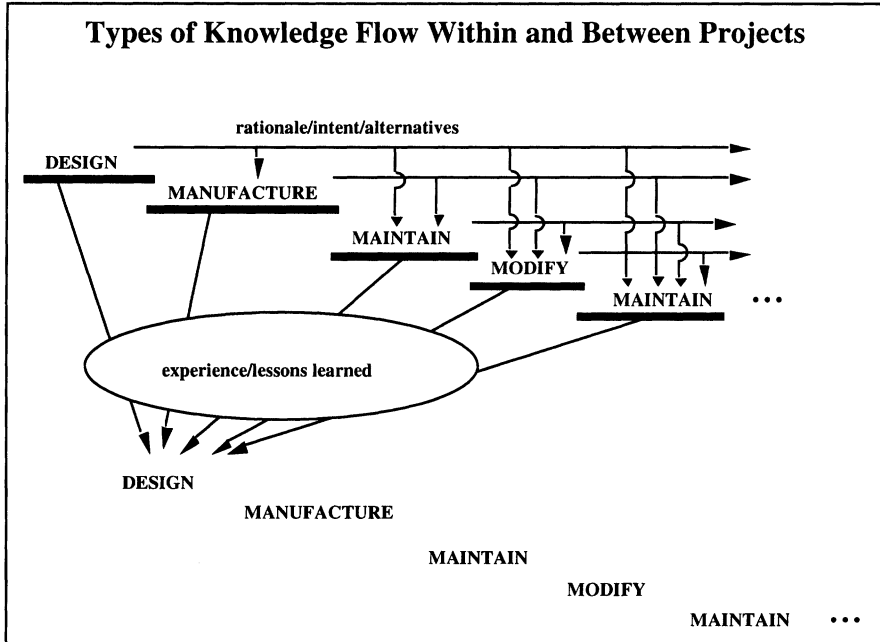 Types of Knowledge Flow Within and Between Projects
rationale/intent/alternatives
DESIGN
MANUFACTURE
MAINTAIN
MODIFY
MAINTAIN ...
experience/lessons learned
DESIGN
MANUFACTURE
MAINTAIN
MODIFY
MAINTAIN ...